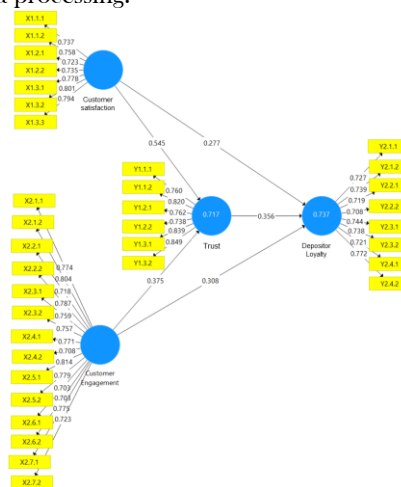 processing.
X1.1.1
X1.1.2
X1.2.1
X1.2.2
X1.3.1
X1.3.2
X1.3.3
0.737
0.758
0.723
0.735
0.778
0.801
0.794
Customer
satisfaction
0.545
0.277
Y1.1.1
Y1.1.2
Y1.2.1
Y1.2.2
Y1.3.1
Y1.3.2
0.760
0.820
0.762
0.738
0.839
0.849
0.717
Trust
0.356
0.737
Depositor
Loyalty
0.727
0.739
0.719
0.708
0.744
0.738
0.721
0.772
Y2.1.1
Y2.1.2
Y2.2.1
Y2.2.2
Y2.3.1
Y2.3.2
Y2.4.1
Y2.4.2
0.375
0.308
X2.1.1
X2.1.2
X2.2.1
X2.2.2
X2.3.1
X2.3.2
X2.4.1
X2.4.2
X2.5.1
X2.5.2
X2.6.1
X2.6.2
X2.7.1
X2.7.2
0.774
0.804
0.718
0.787
0.759
0.757
0.771
0.708
0.814
0.779
0.703
0.703
0.775
0.723
Customer
Engagement